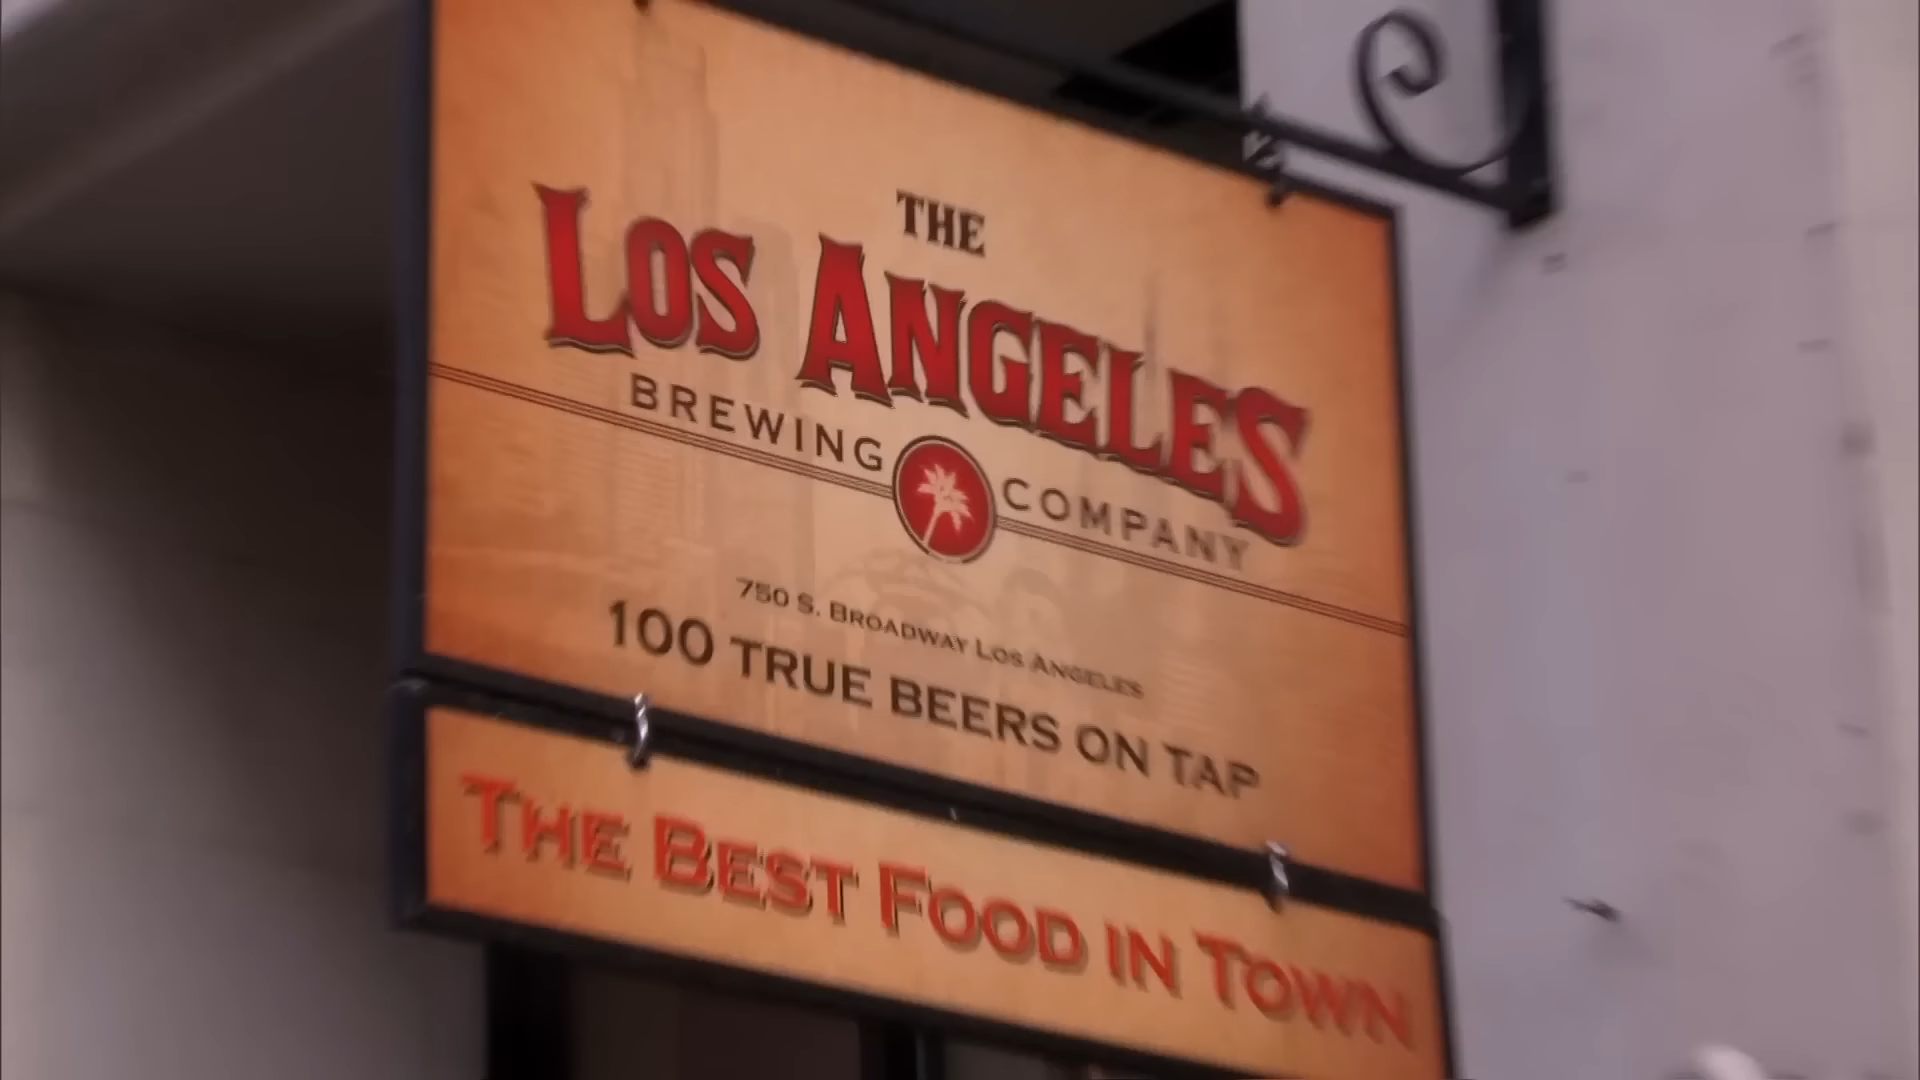 THE
LOS ANGELES
BREWING COMPANY
750 S. BROADWAY LOS ANGELES
100 TRUE BEERS ON TAP
THE BEST FOOD IN TOWN